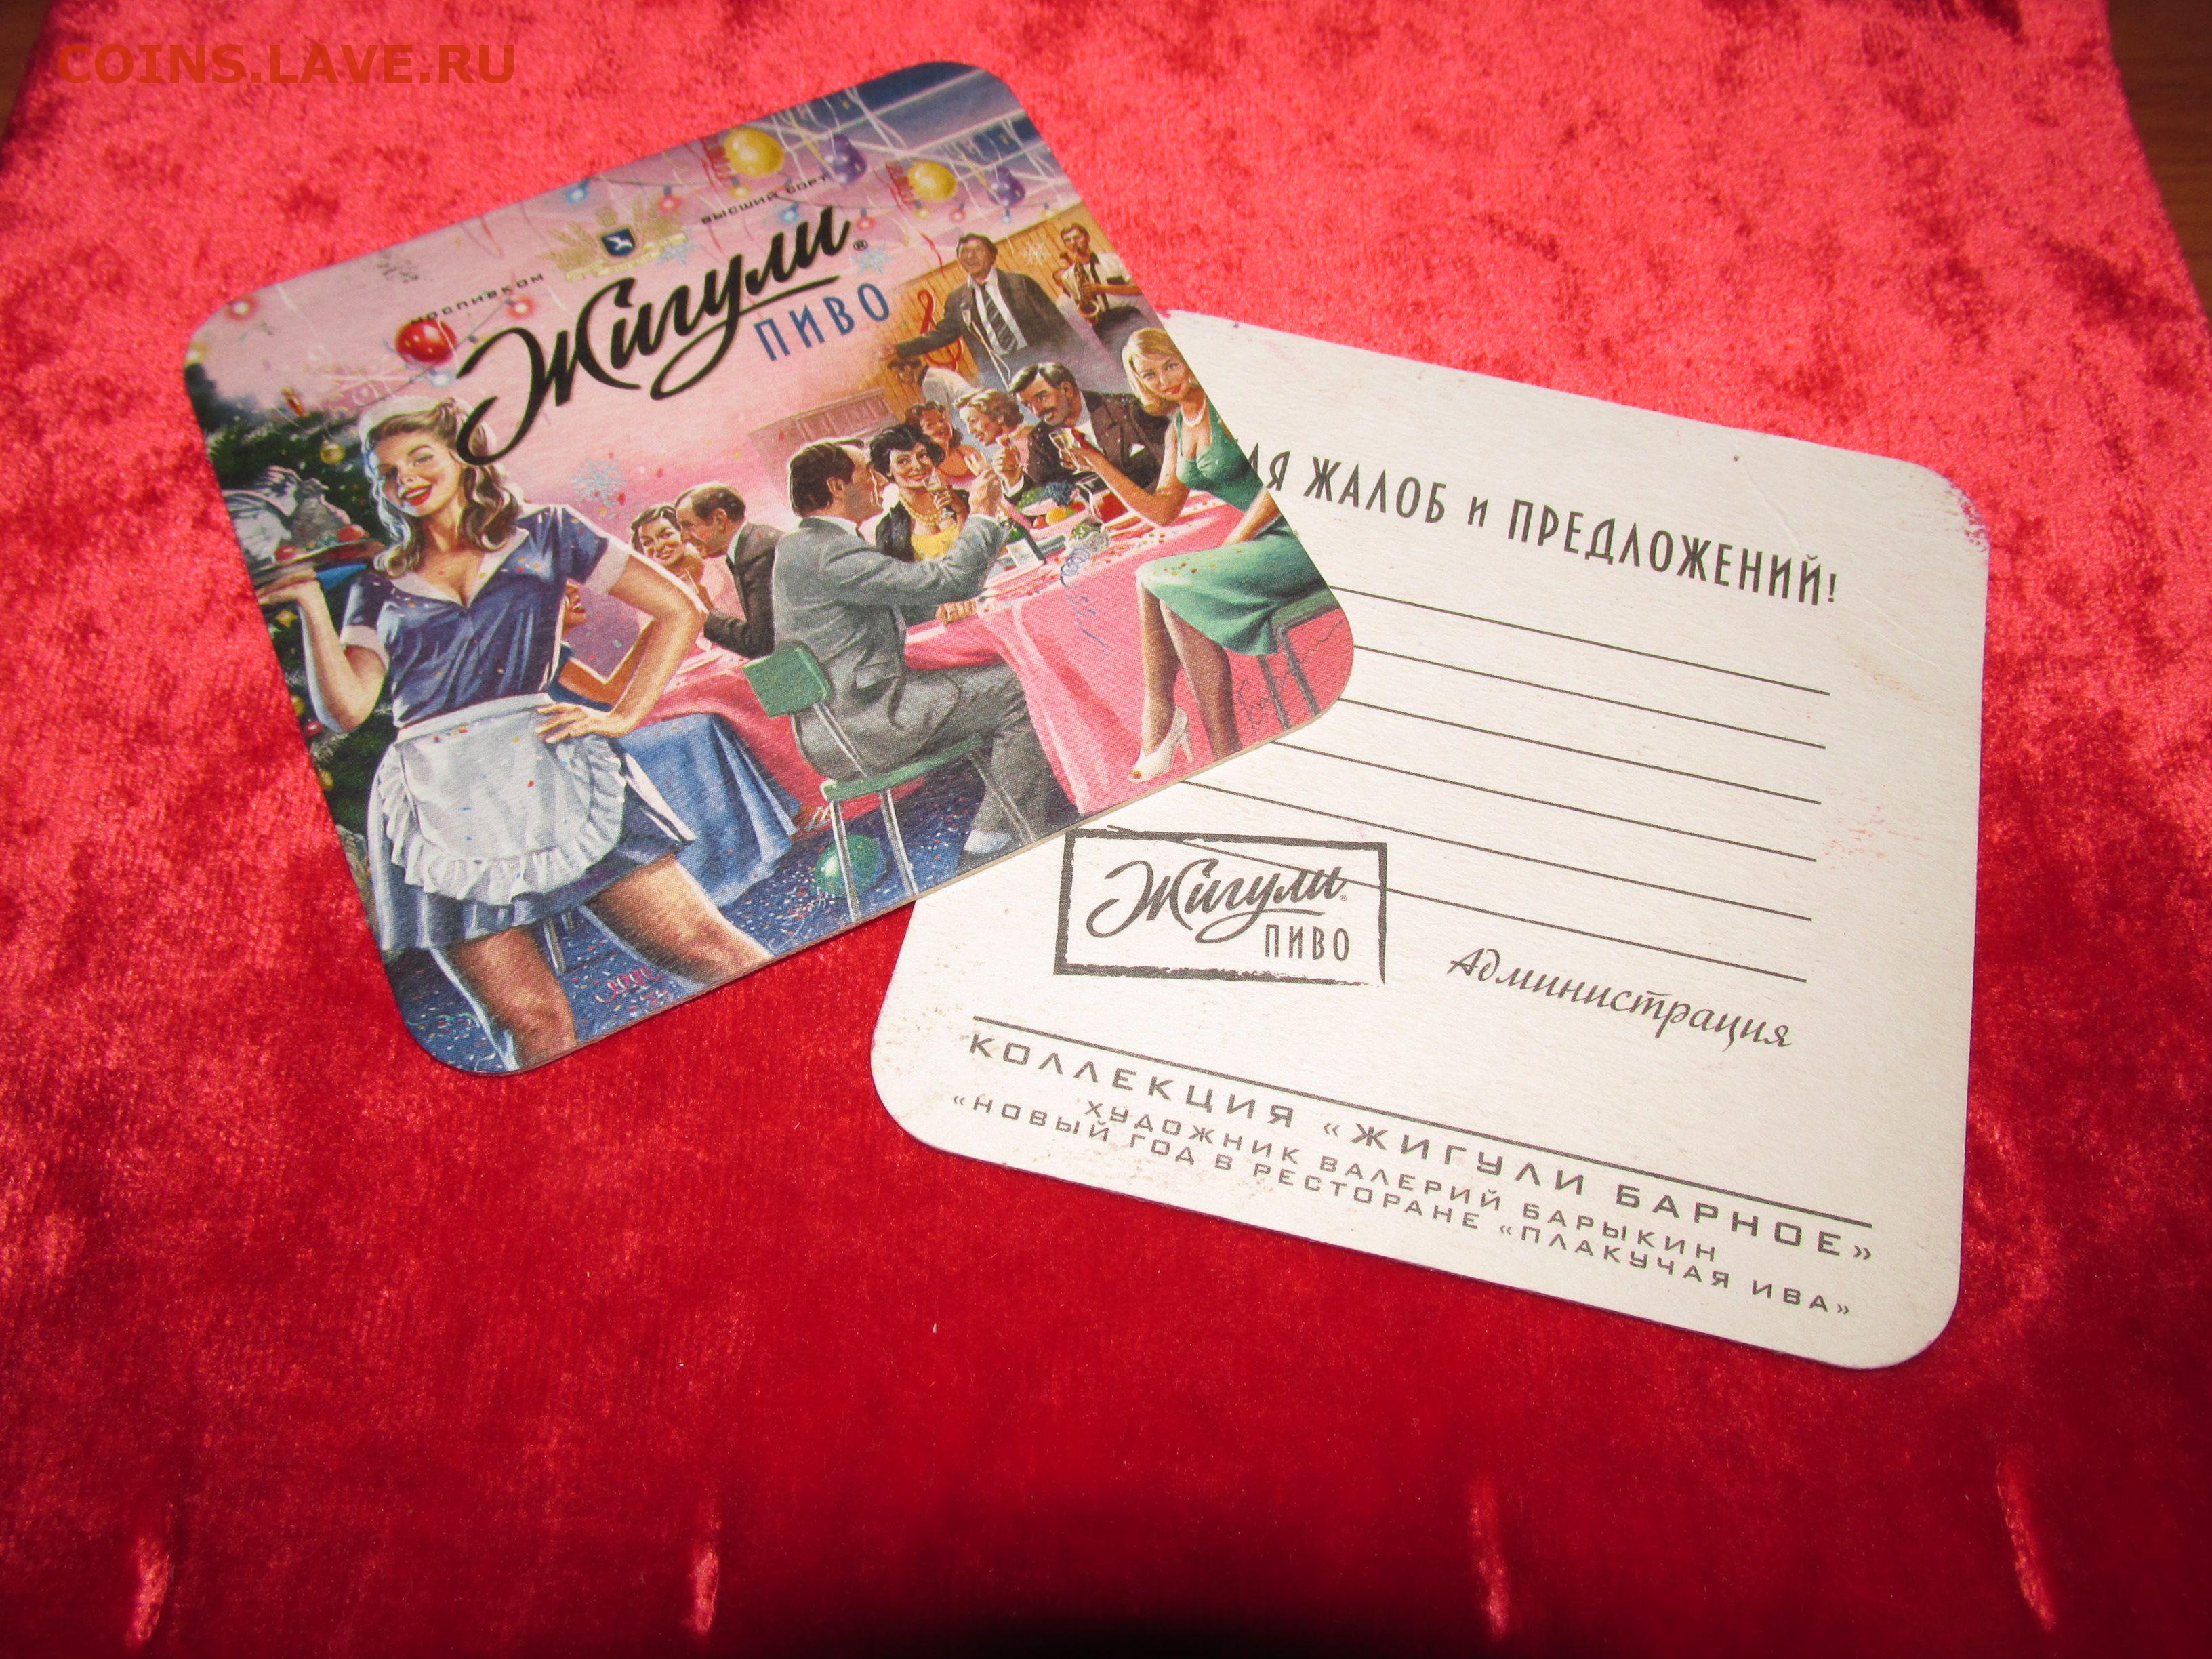 COINS.LAVE.RU
МОСПИВКОМ
ВЫСШИЙ СОРТ
Жигули®
ПИВО
ЖАЛОБ и ПРЕДЛОЖЕНИЙ!
Жигули®
ПИВО
Администрация
КОЛЛЕКЦИЯ «ЖИГУЛИ БАРНОЕ»
ХУДОЖНИК ВАЛЕРИЙ БАРЫКИН
«НОВЫЙ ГОД В РЕСТОРАНЕ «ПЛАКУЧАЯ ИВА»